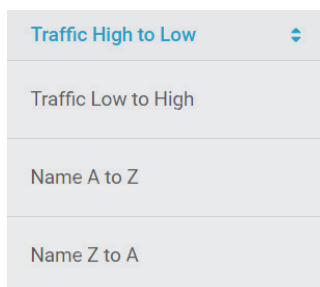 Traffic High to Low
Traffic Low to High
Name A to Z
Name Z to A